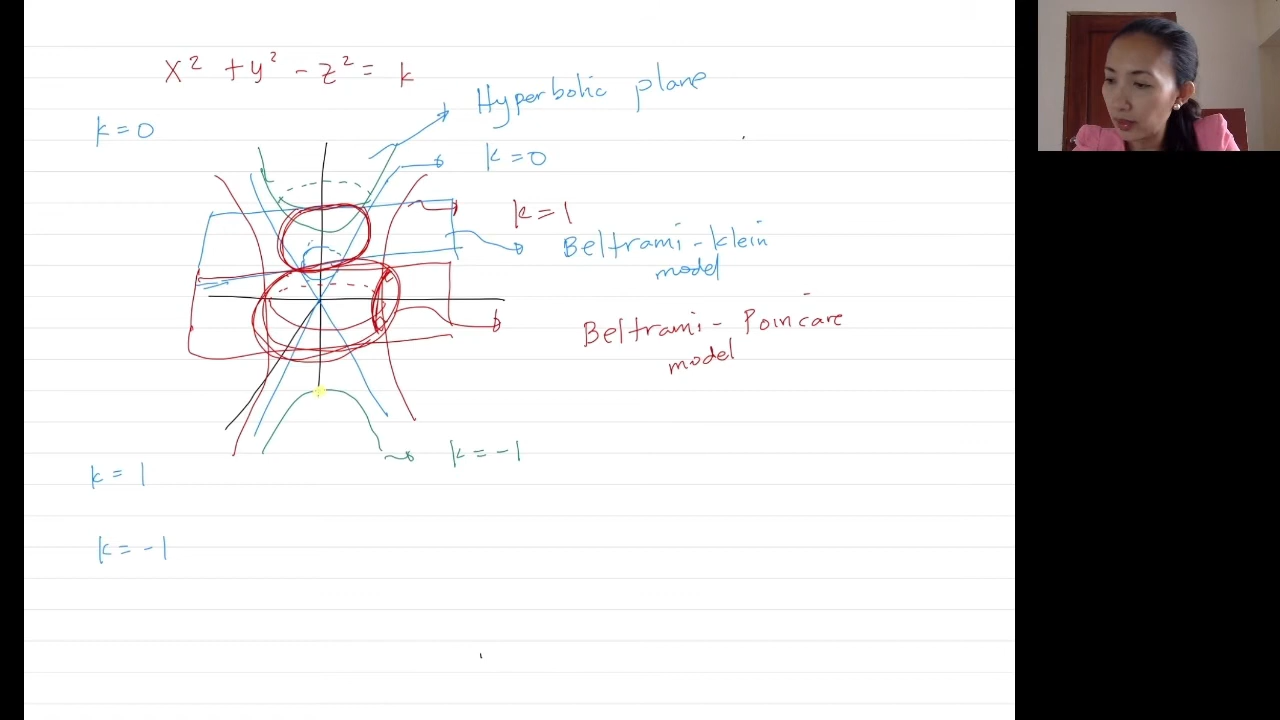 x² + y² - z² = k
Hyperbolic plane
k = 0
k = 0
k = 1
Beltrami - klein
model
Beltrami - Poincare
model
k = -1
k = 1
k = -1